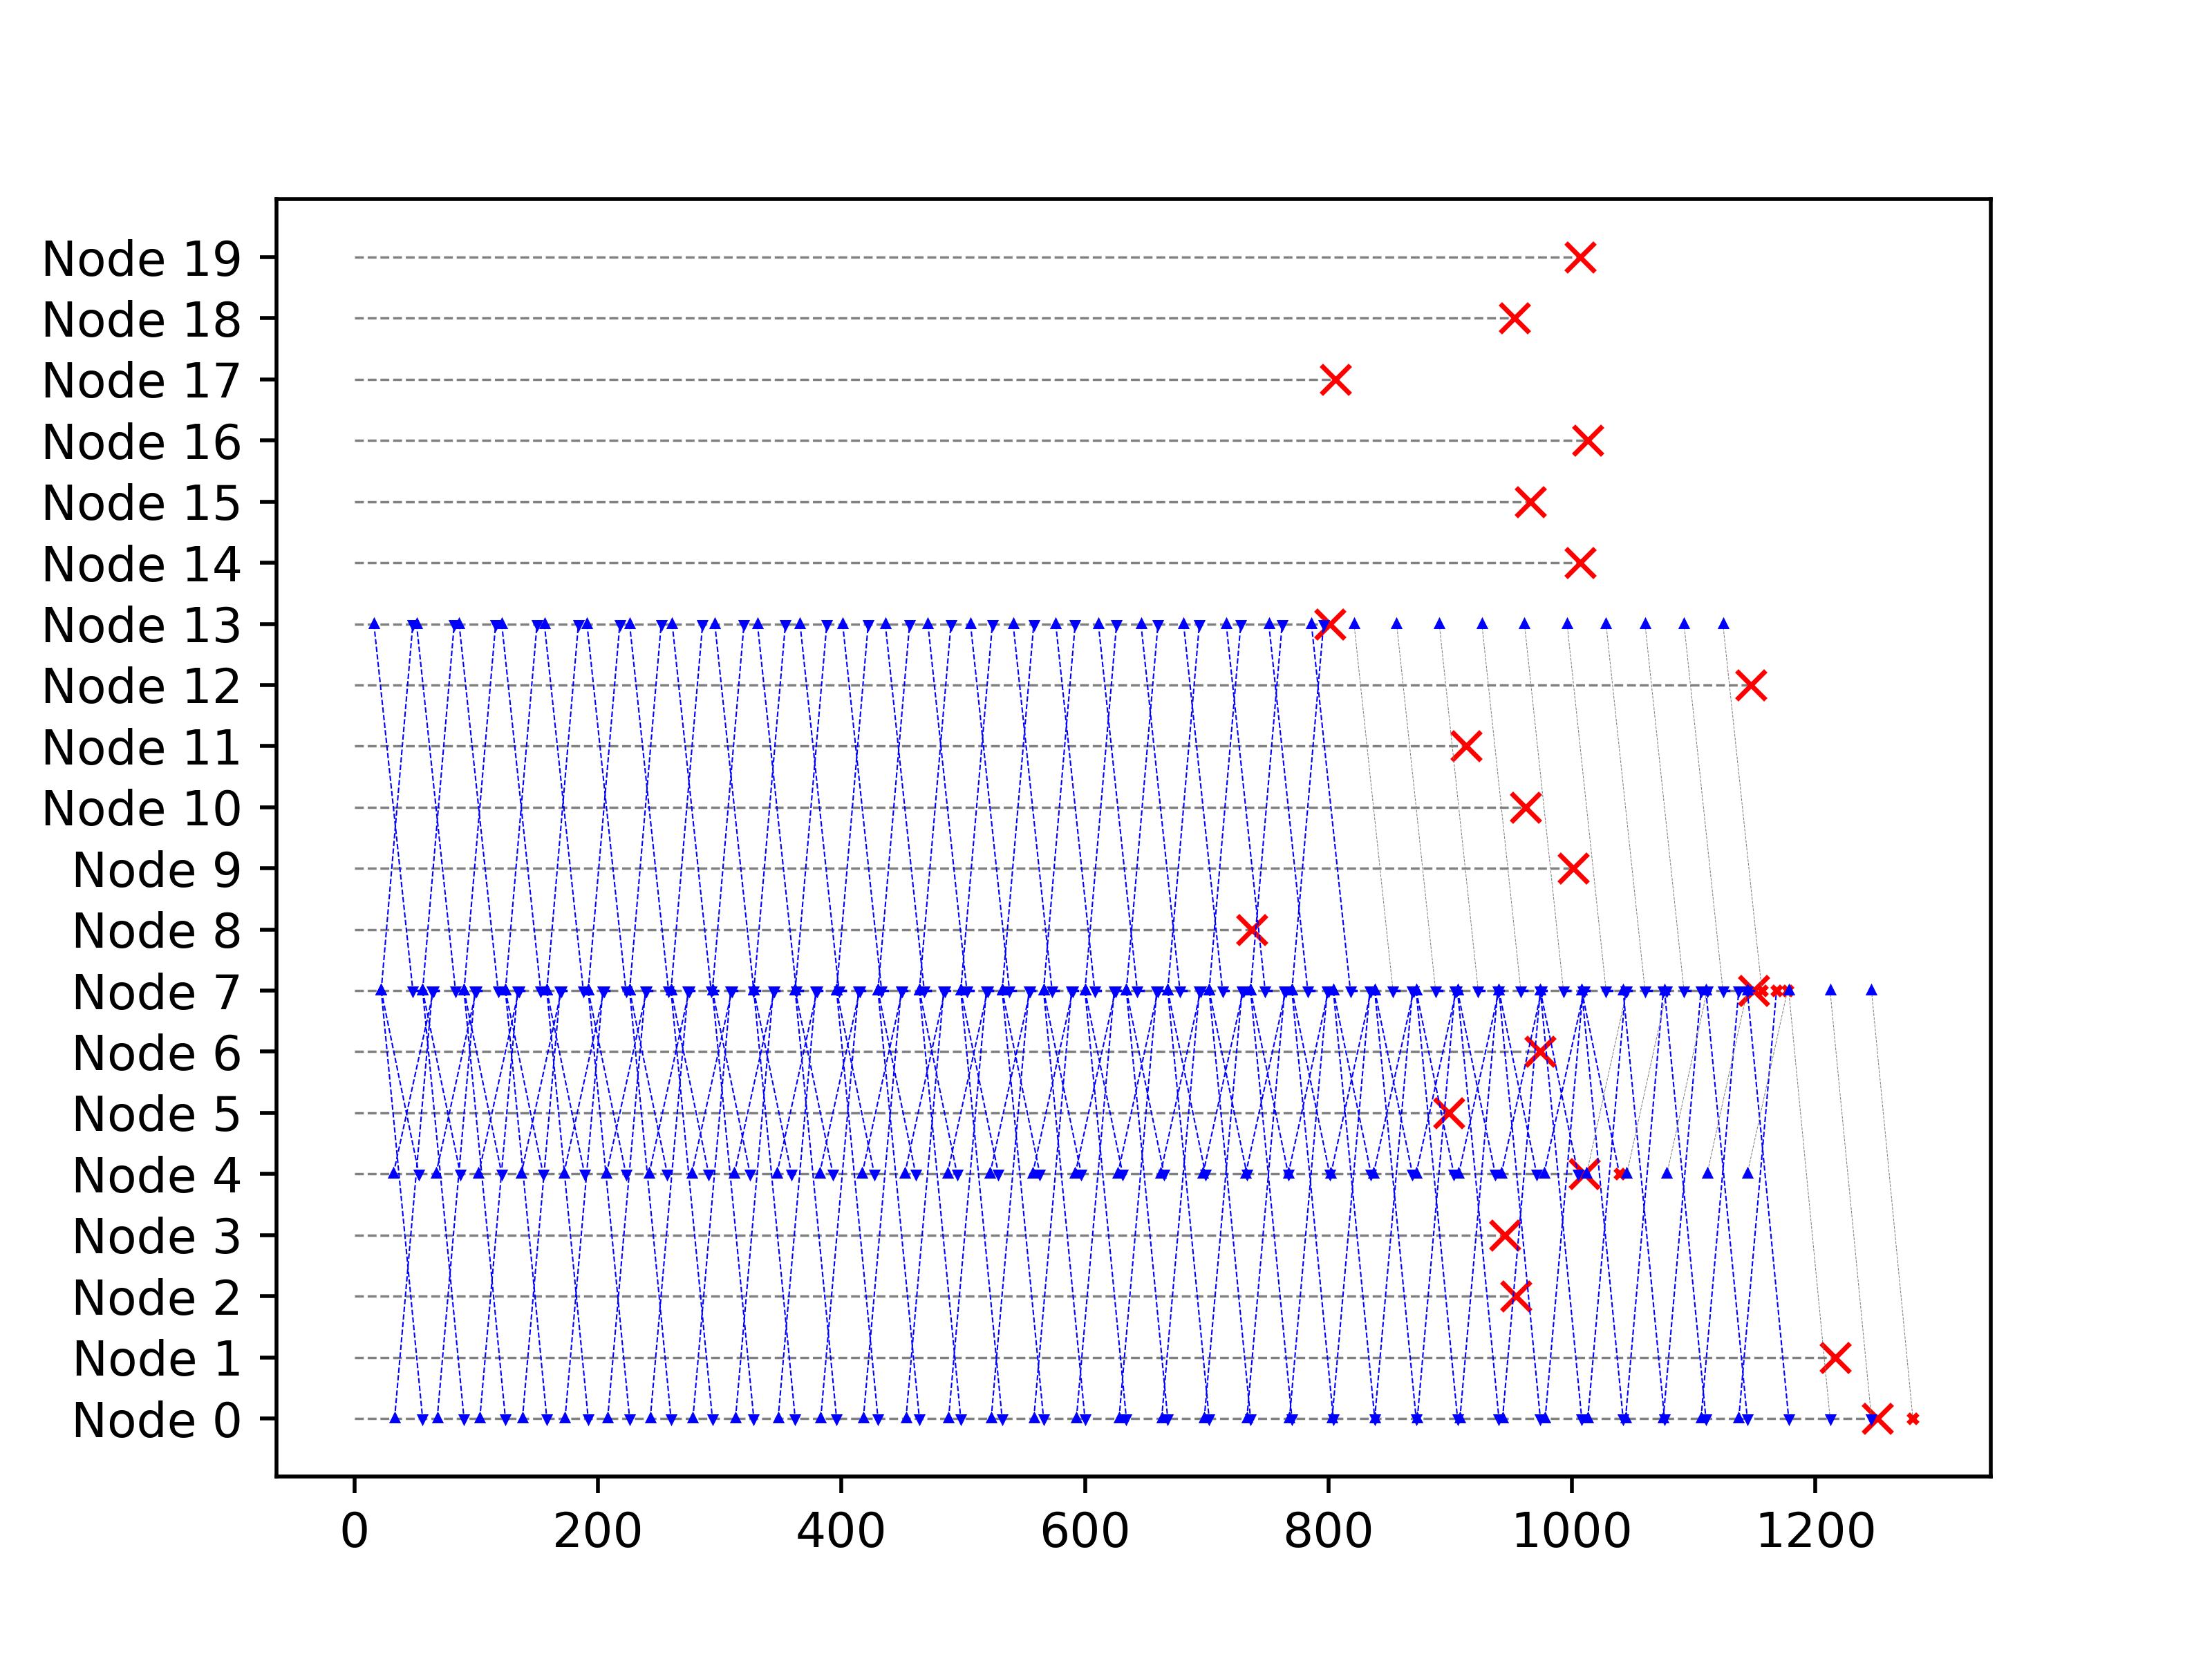 Node 19
Node 18
Node 17
Node 16
Node 15
Node 14
Node 13
Node 12
Node 11
Node 10
Node 9
Node 8
Node 7
Node 6
Node 5
Node 4
Node 3
Node 2
Node 1
Node 0
0 200 400 600 800 1000 1200